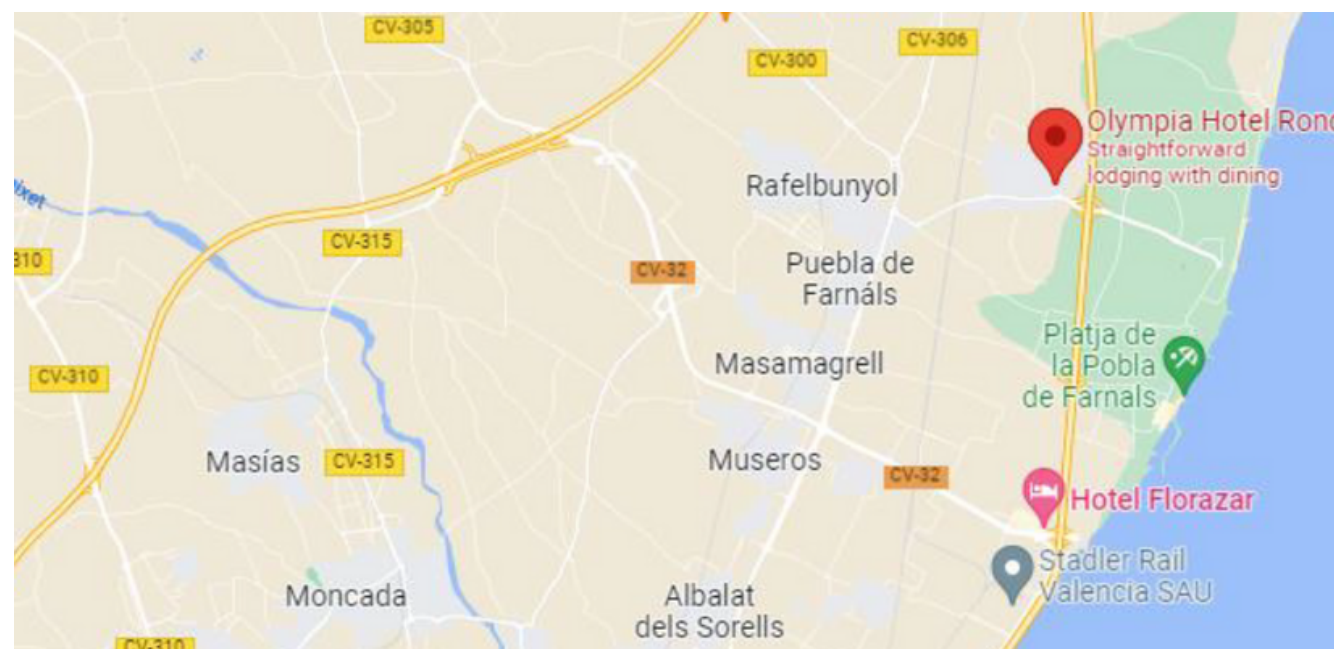 CV-305
CV-306
CV-300
Olympia Hotel
Straightforward
lodging with dining
Rafelbunyol
CV-315
310
CV-32
Puebla de
Farnáls
Platja de
la Pobla
de Farnals
Masamagrell
CV-310
Masías
CV-315
Museros
CV-32
Hotel Florazar
Stadler Rail
Valencia SAU
Moncada
Albalat
dels Sorells
CV-310